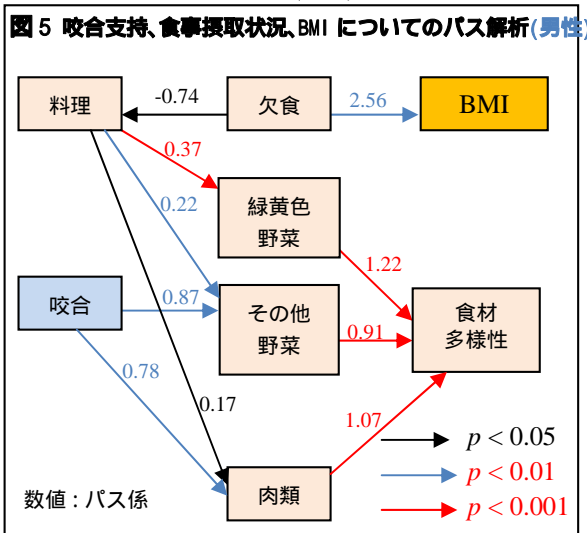 図5 咬合支持、食事摂取状況、BMIについてのパス解析(男性)
料理
-0.74
欠食
2.56
BMI
0.37
0.22
緑黄色
野菜
1.22
咬合
0.87
その他
野菜
0.91
食材
多様性
0.78
0.17
1.07
肉類
数値：パス係
p < 0.05
p < 0.01
p < 0.001